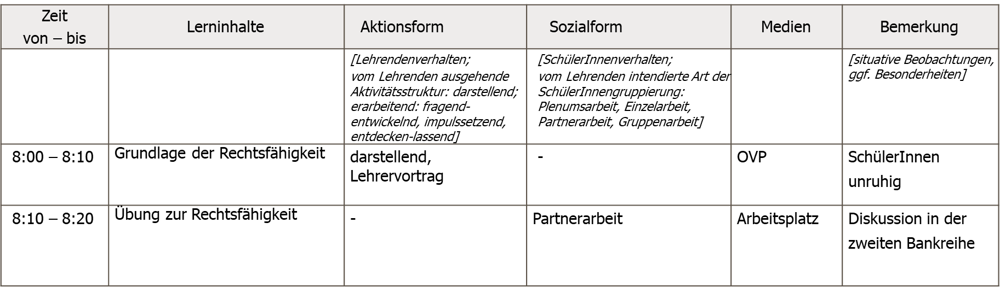 Zeit
von – bis
Lerninhalte
Aktionsform
Sozialform
Medien
Bemerkung
[Lehrendenverhalten;
vom Lehrenden ausgehende
Aktivitätsstruktur: darstellend;
erarbeitend: fragend-
entwickelnd, impulssetzend,
entdecken-lassend]
[SchülerInnenverhalten;
vom Lehrenden intendierte Art der
SchülerInnengruppierung:
Plenumsarbeit, Einzelarbeit,
Partnerarbeit, Gruppenarbeit]
[situative Beobachtungen,
ggf. Besonderheiten]
8:00 – 8:10
Grundlage der Rechtsfähigkeit
darstellend,
Lehrervortrag
-
OVP
SchülerInnen
unruhig
8:10 – 8:20
Übung zur Rechtsfähigkeit
-
Partnerarbeit
Arbeitsplatz
Diskussion in der
zweiten Bankreihe